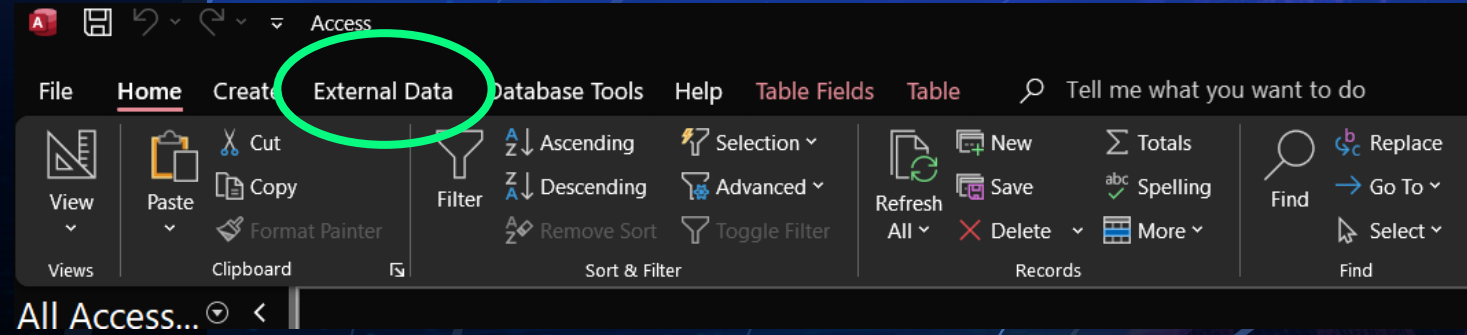 A Access
File Home Create External Data Database Tools Help Table Fields Table Tell me what you want to do
Cut A Z Ascending Selection New Totals b c Replace
Copy Z A Descending Advanced Save abc Spelling Go To
View Paste Format Painter Filter A Z Remove Sort Toggle Filter Refresh All Delete More Find Select
Views Clipboard Sort & Filter Records Find
All Access...